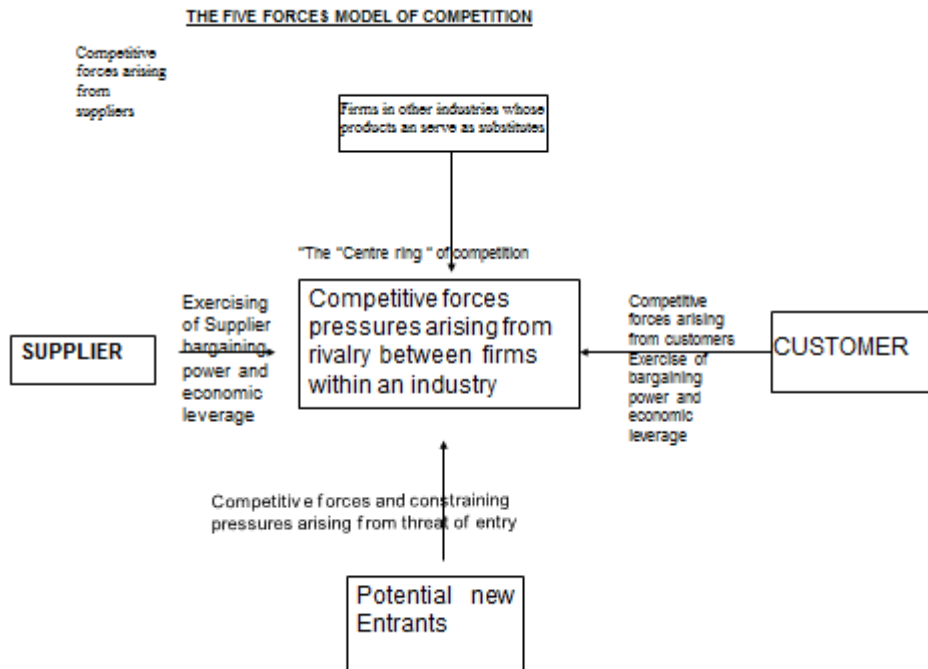 THE FIVE FORCES MODEL OF COMPETITION
Competitive
forces arising
from
suppliers
Firms in other industries whose
products an serve as substitutes
"The "Centre ring " of competition
Competitive forces
pressures arising from
rivalry between firms
within an industry
Exercising
of Supplier
bargaining
power and
economic
leverage
SUPPLIER
Competitive
forces arising
from customers
Exercise of
bargaining
power and
economic
leverage
CUSTOMER
Competitive forces and constraining
pressures arising from threat of entry
Potential new
Entrants